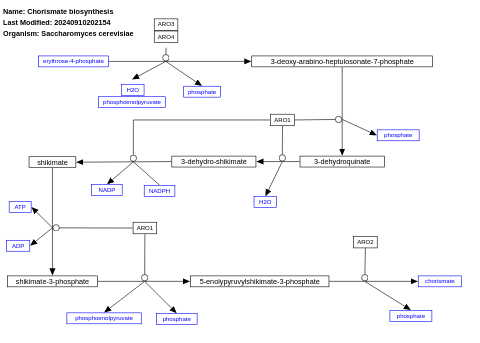 Name: Chorismate biosynthesis
Last Modified: 20240910202154
Organism: Saccharomyces cerevisiae
ARO3
ARO4
erythrose-4-phosphate
3-deoxy-arabino-heptulosonate-7-phosphate
H2O
phosphate
phosphoenolpyruvate
ARO1
phosphate
shikimate
3-dehydro-shikimate
3-dehydroquinate
NADP
NADPH
H2O
ATP
ARO1
ADP
ARO2
shikimate-3-phosphate
5-enolypyruvylshikimate-3-phosphate
chorismate
phosphoenolpyruvate
phosphate
phosphate